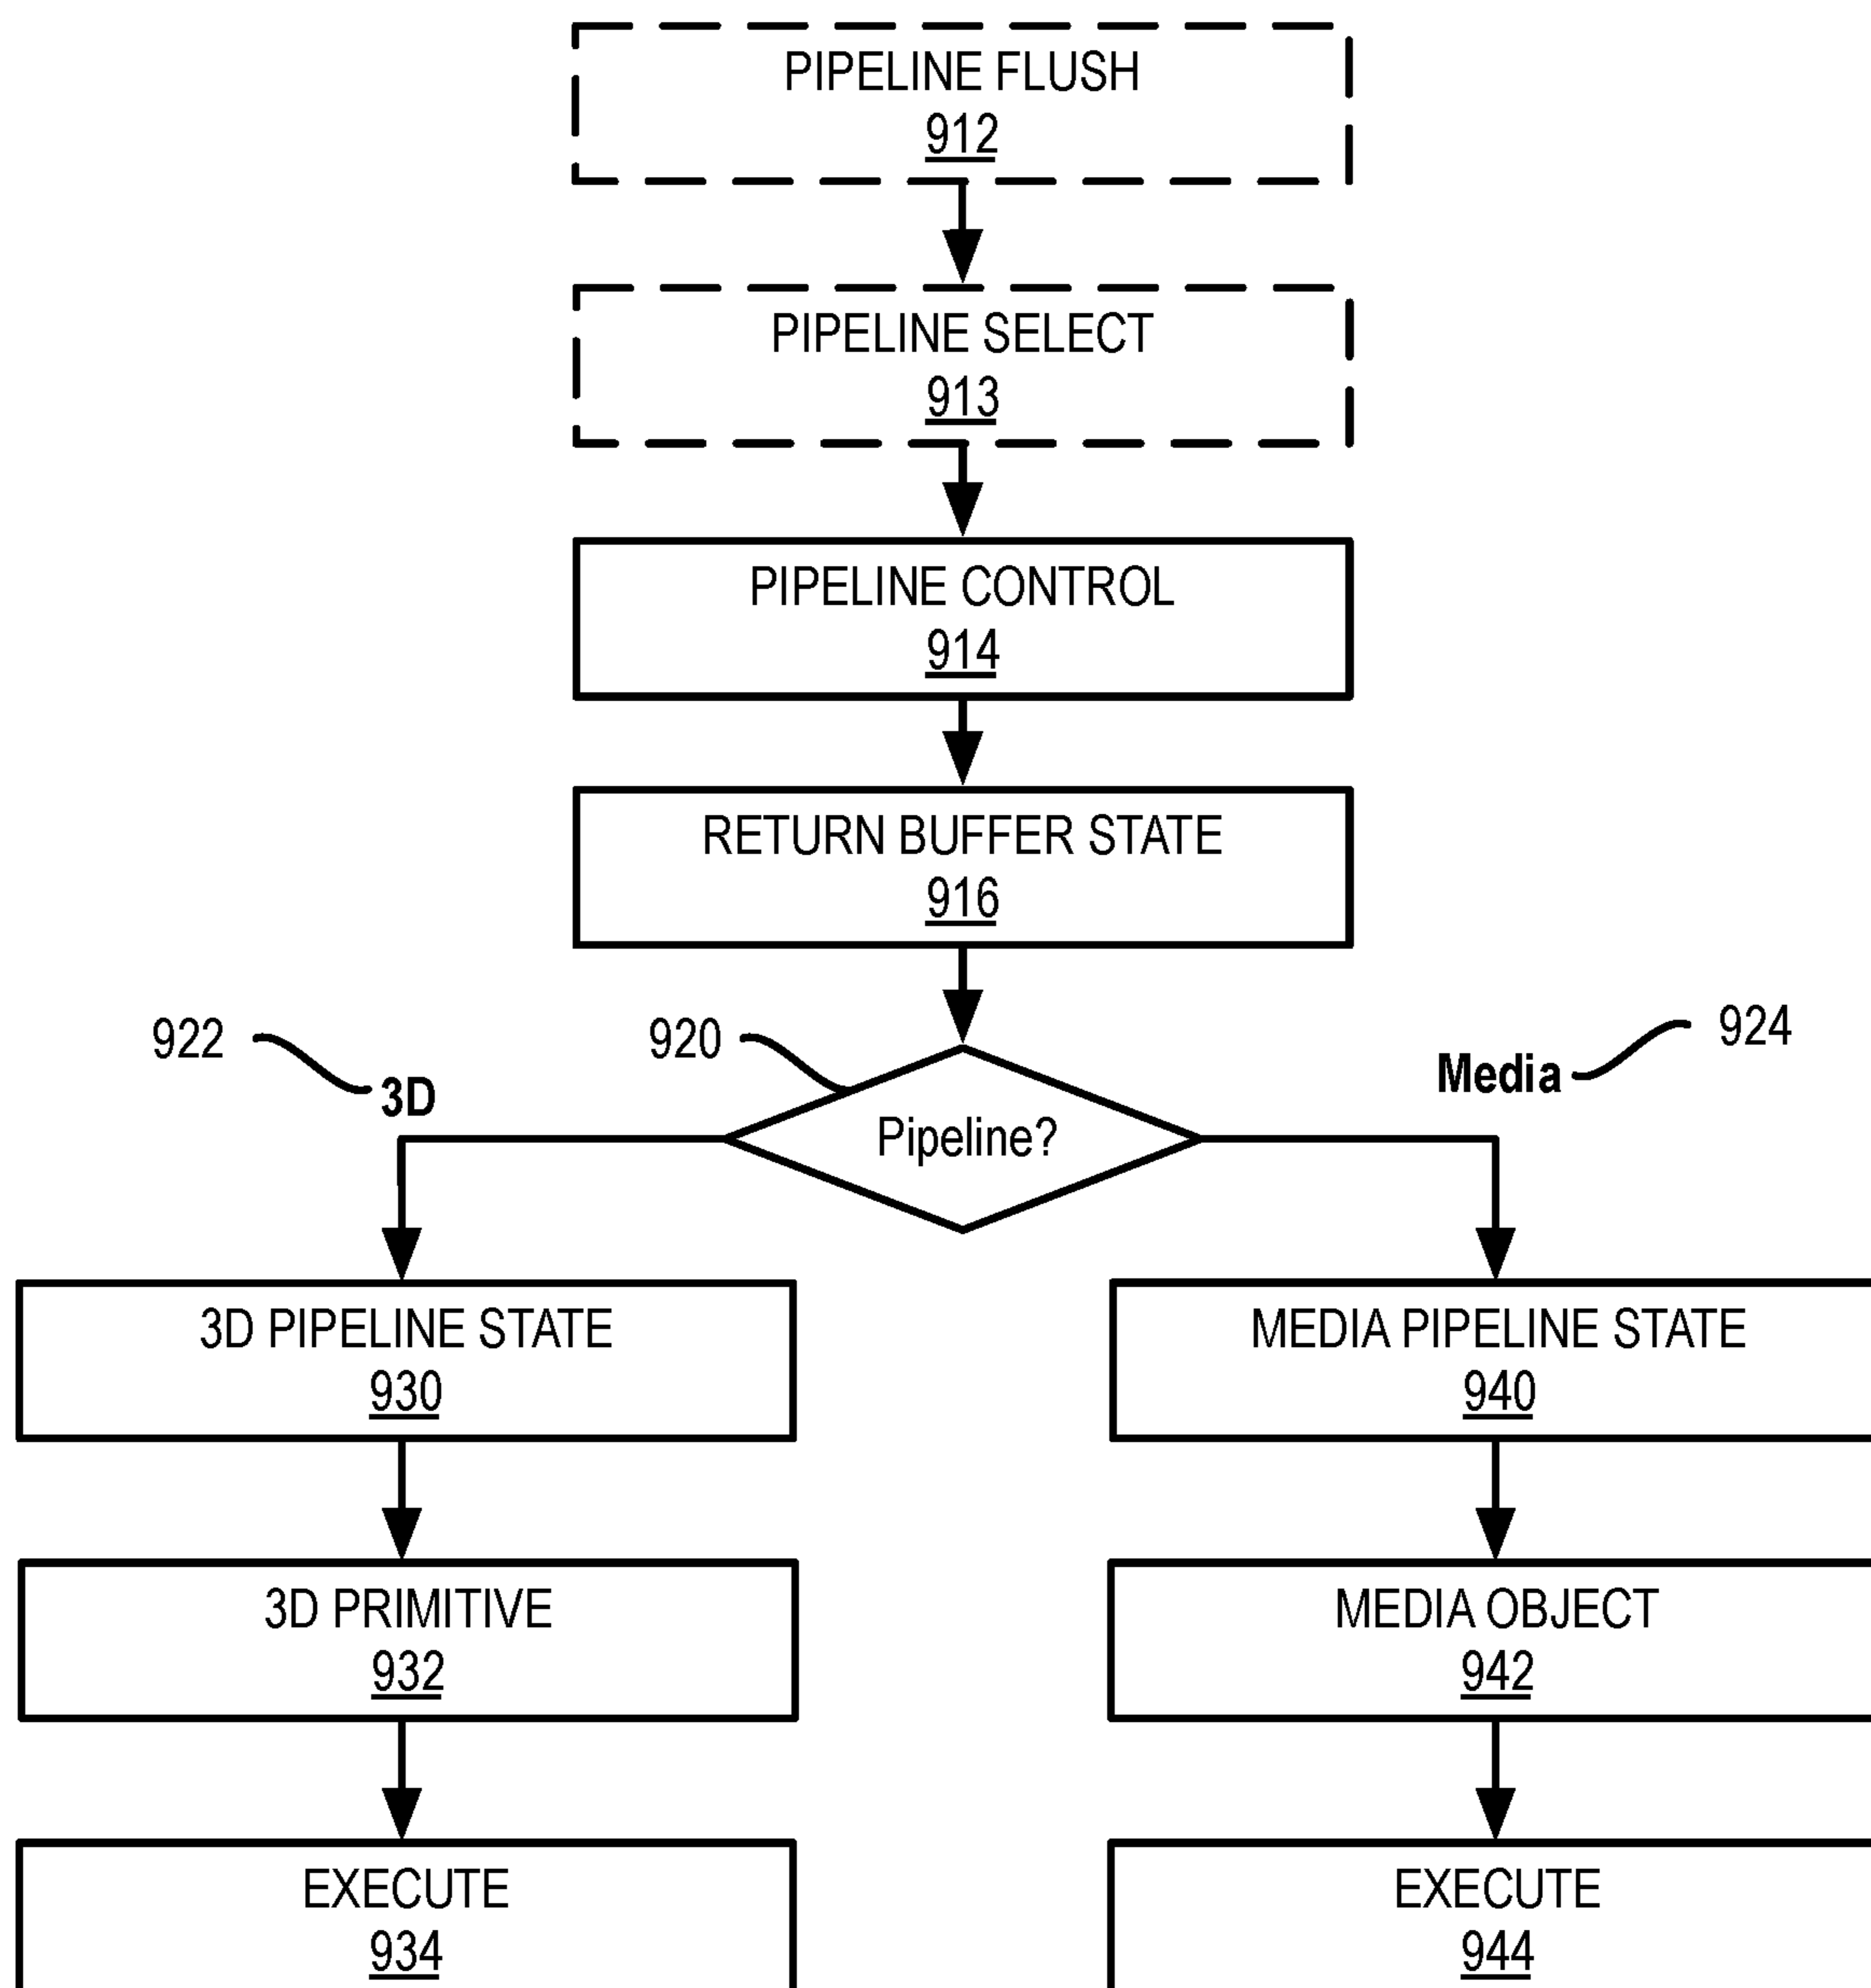 PIPELINE FLUSH
912
PIPELINE SELECT
913
PIPELINE CONTROL
914
RETURN BUFFER STATE
916
922
920
924
3D
Media
Pipeline?
3D PIPELINE STATE
930
MEDIA PIPELINE STATE
940
3D PRIMITIVE
932
MEDIA OBJECT
942
EXECUTE
934
EXECUTE
944